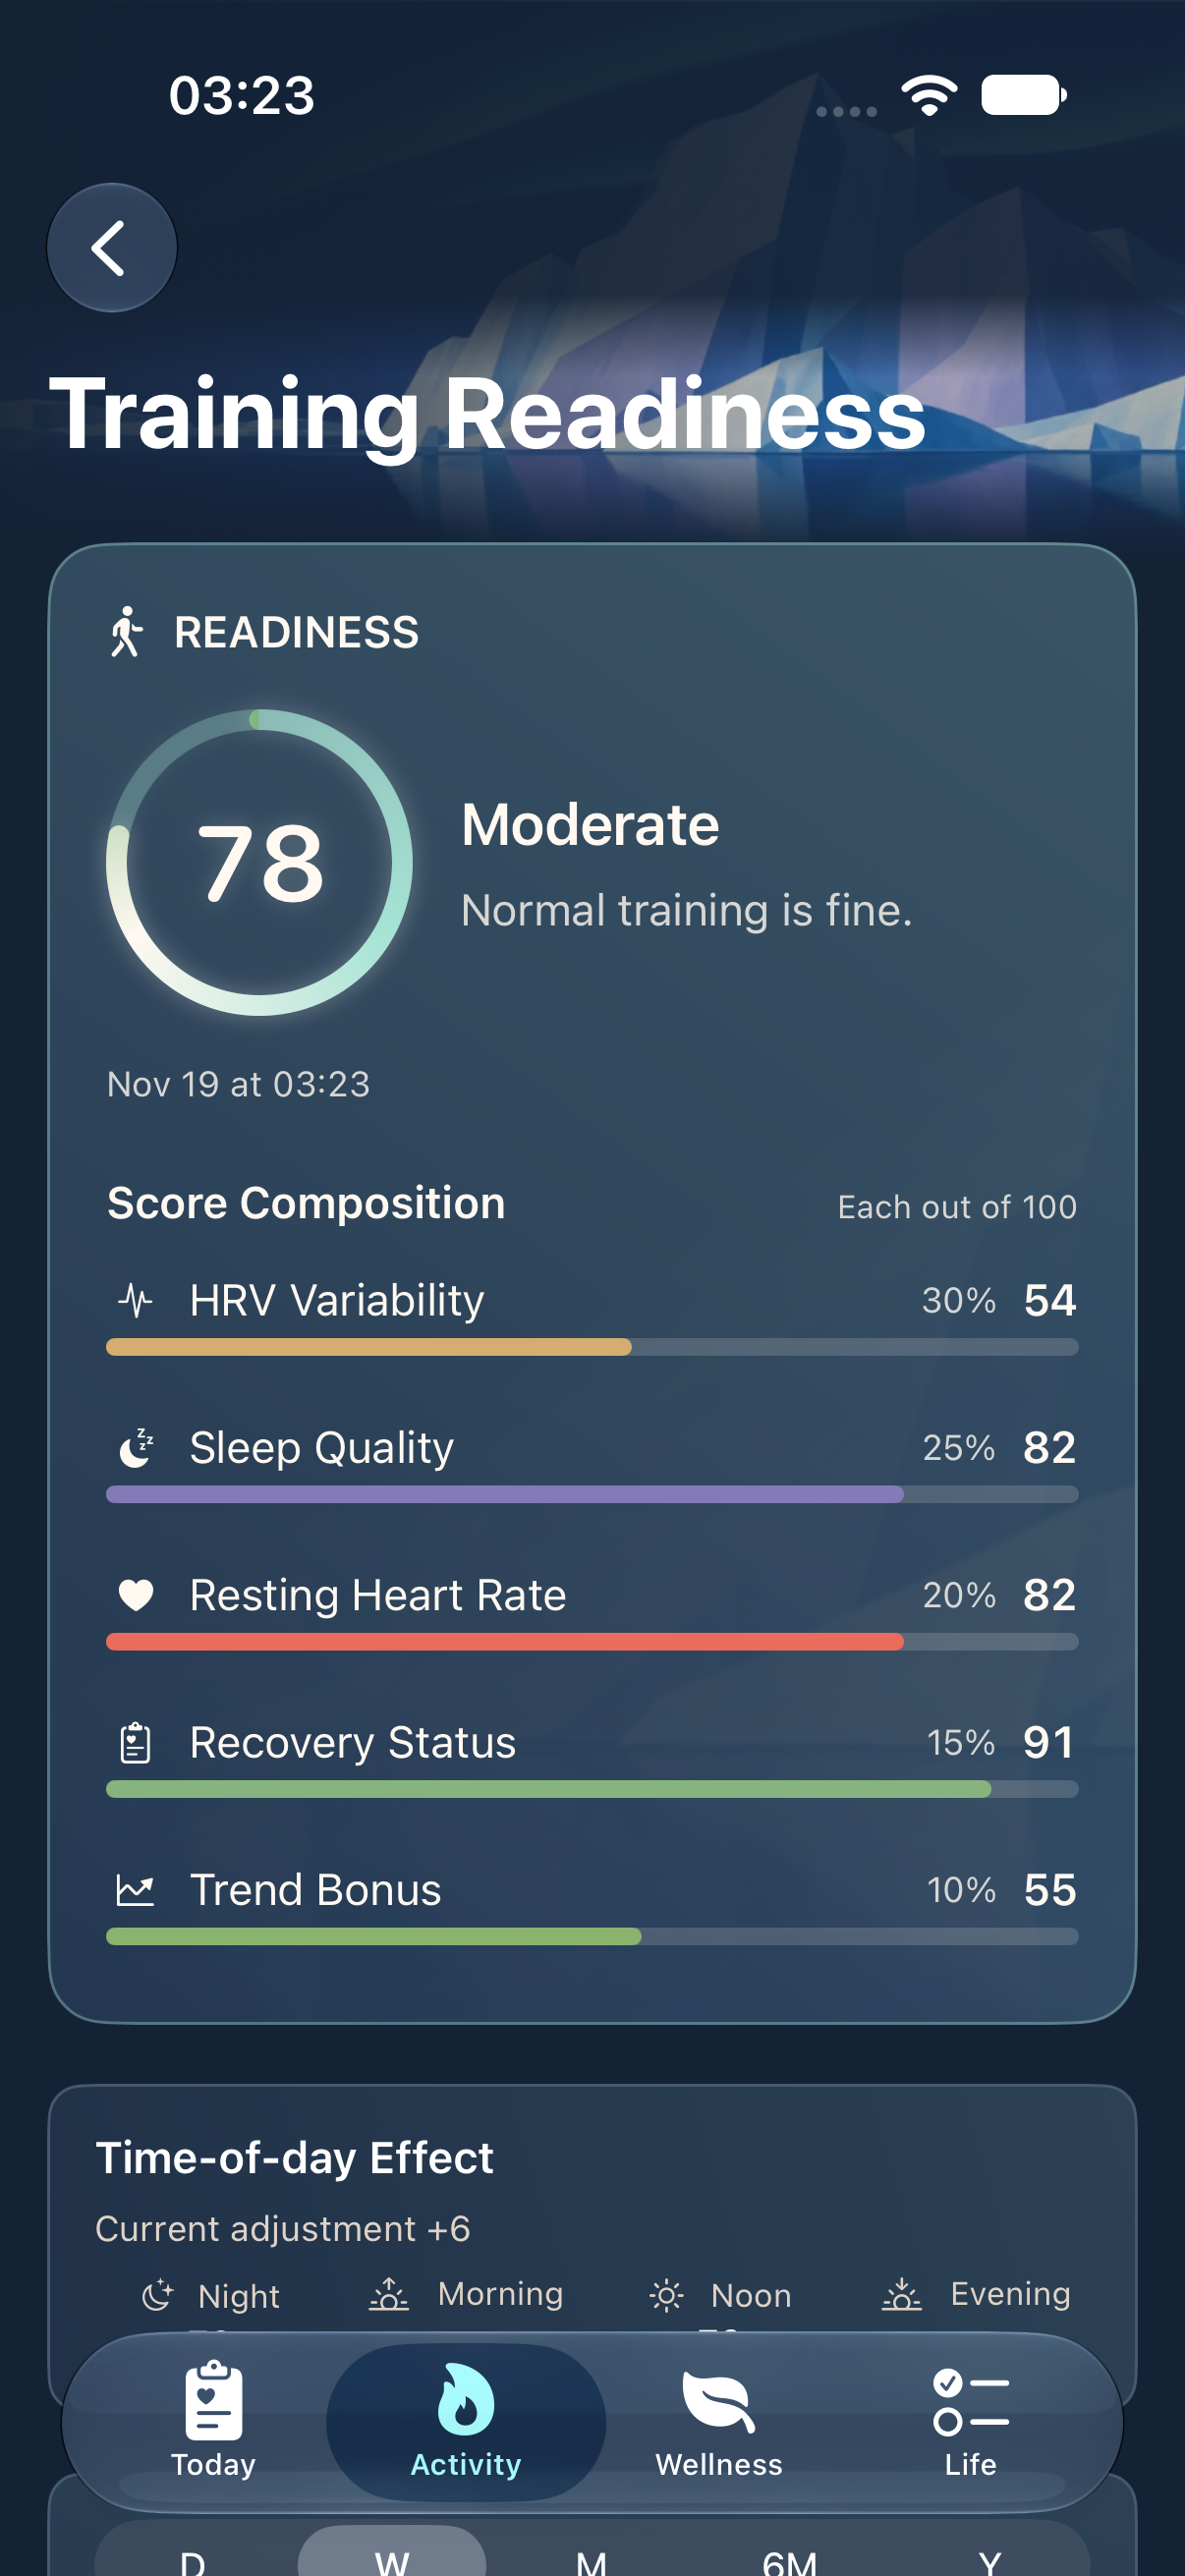 03:23
Training Readiness
READINESS
78
Moderate
Normal training is fine.
Nov 19 at 03:23
Score Composition
Each out of 100
HRV Variability 30% 54
Sleep Quality 25% 82
Resting Heart Rate 20% 82
Recovery Status 15% 91
Trend Bonus 10% 55
Time-of-day Effect
Current adjustment +6
Night Morning Noon Evening
Today Activity Wellness Life
D W M 6M Y